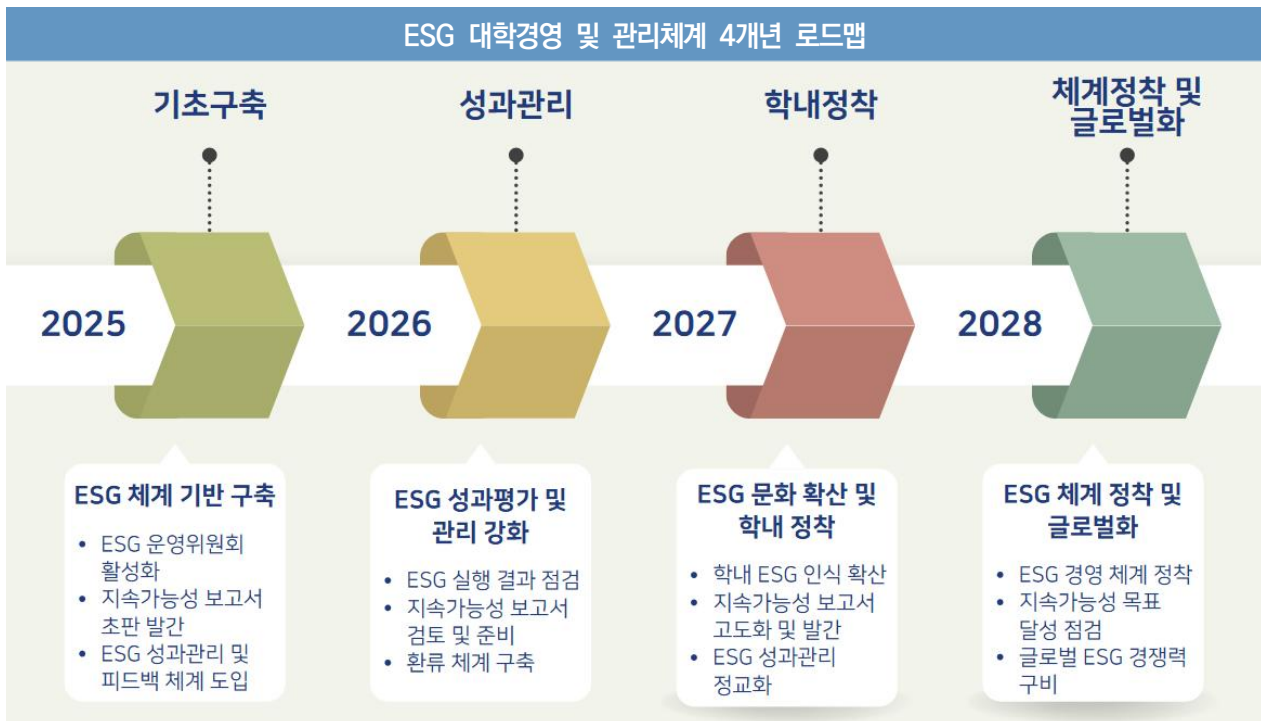 ESG 대학경영 및 관리체계 4개년 로드맵
기초구축
성과관리
학내정착
체계정착 및
글로벌화
2025
2026
2027
2028
ESG 체계 기반 구축
• ESG 운영위원회
활성화
• 지속가능성 보고서
초판 발간
• ESG 성과관리 및
피드백 체계 도입
ESG 성과평가 및
관리 강화
• ESG 실행 결과 점검
• 지속가능성 보고서
검토 및 준비
• 환류 체계 구축
ESG 문화 확산 및
학내 정착
• 학내 ESG 인식 확산
• 지속가능성 보고서
고도화 및 발간
• ESG 성과관리
정교화
ESG 체계 정착 및
글로벌화
• ESG 경영 체계 정착
• 지속가능성 목표
달성 점검
• 글로벌 ESG 경쟁력
구비